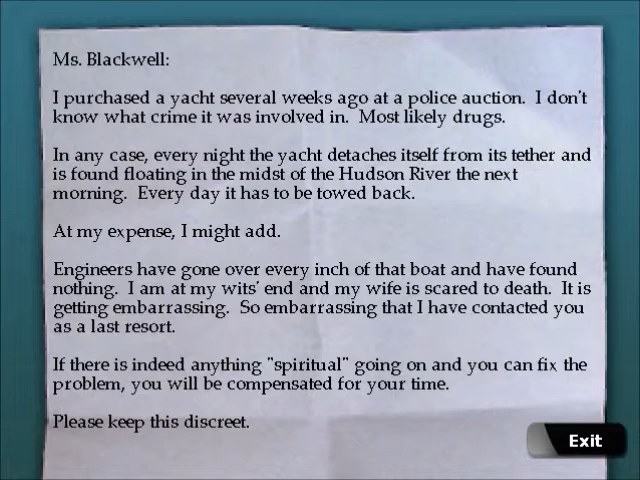 Ms. Blackwell:
I purchased a yacht several weeks ago at a police auction.  I don't
know what crime it was involved in.  Most likely drugs.
In any case, every night the yacht detaches itself from its tether and
is found floating in the midst of the Hudson River the next
morning.  Every day it has to be towed back.
At my expense, I might add.
Engineers have gone over every inch of that boat and have found
nothing.  I am at my wits' end and my wife is scared to death.  It is
getting embarrassing.  So embarrassing that I have contacted you
as a last resort.
If there is indeed anything "spiritual" going on and you can fix the
problem, you will be compensated for your time.
Please keep this discreet.
Exit